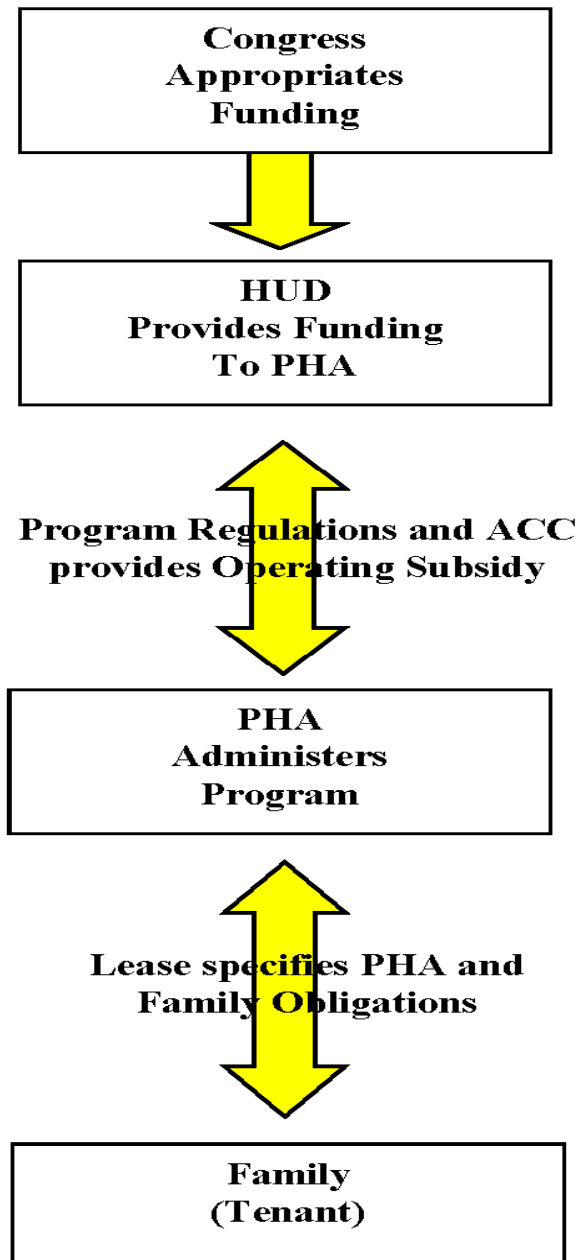 Congress
Appropriates
Funding
HUD
Provides Funding
To PHA
Program Regulations and ACC
provides Operating Subsidy
PHA
Administers
Program
Lease specifies PHA and
Family Obligations
Family
(Tenant)